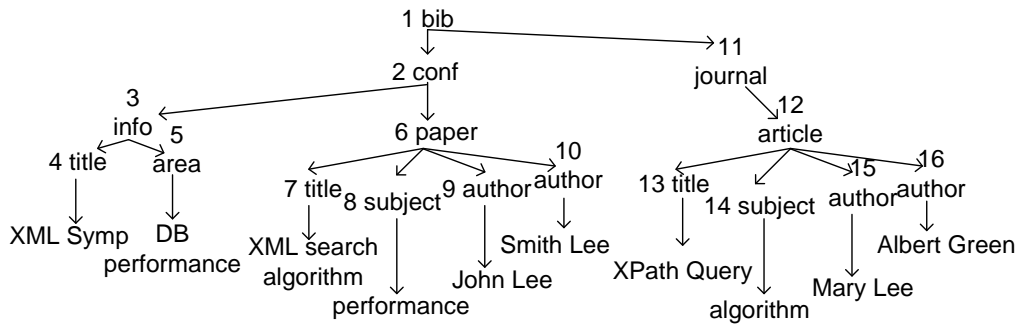 1 bib
11
journal
2 conf
3
info
12
article
6 paper
4 title
5
area
7 title
8 subject
9 author
10
author
13 title
14 subject
15
author
16
author
XML Symp
DB
performance
XML search
algorithm
performance
John Lee
Smith Lee
XPath Query
algorithm
Mary Lee
Albert Green